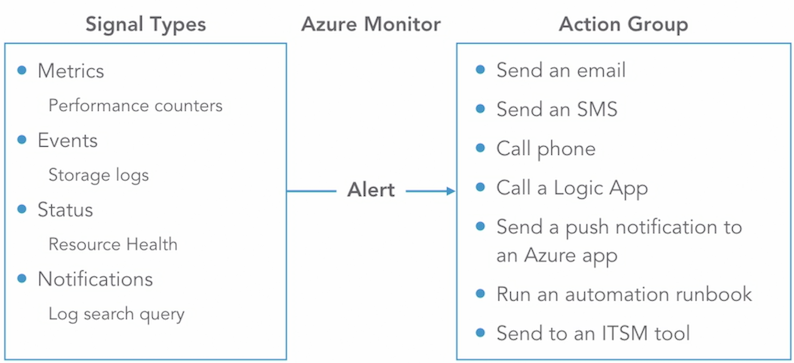 Signal Types
Metrics
Performance counters
Events
Storage logs
Status
Resource Health
Notifications
Log search query
Azure Monitor
Alert
Action Group
Send an email
Send an SMS
Call phone
Call a Logic App
Send a push notification to
an Azure app
Run an automation runbook
Send to an ITSM tool